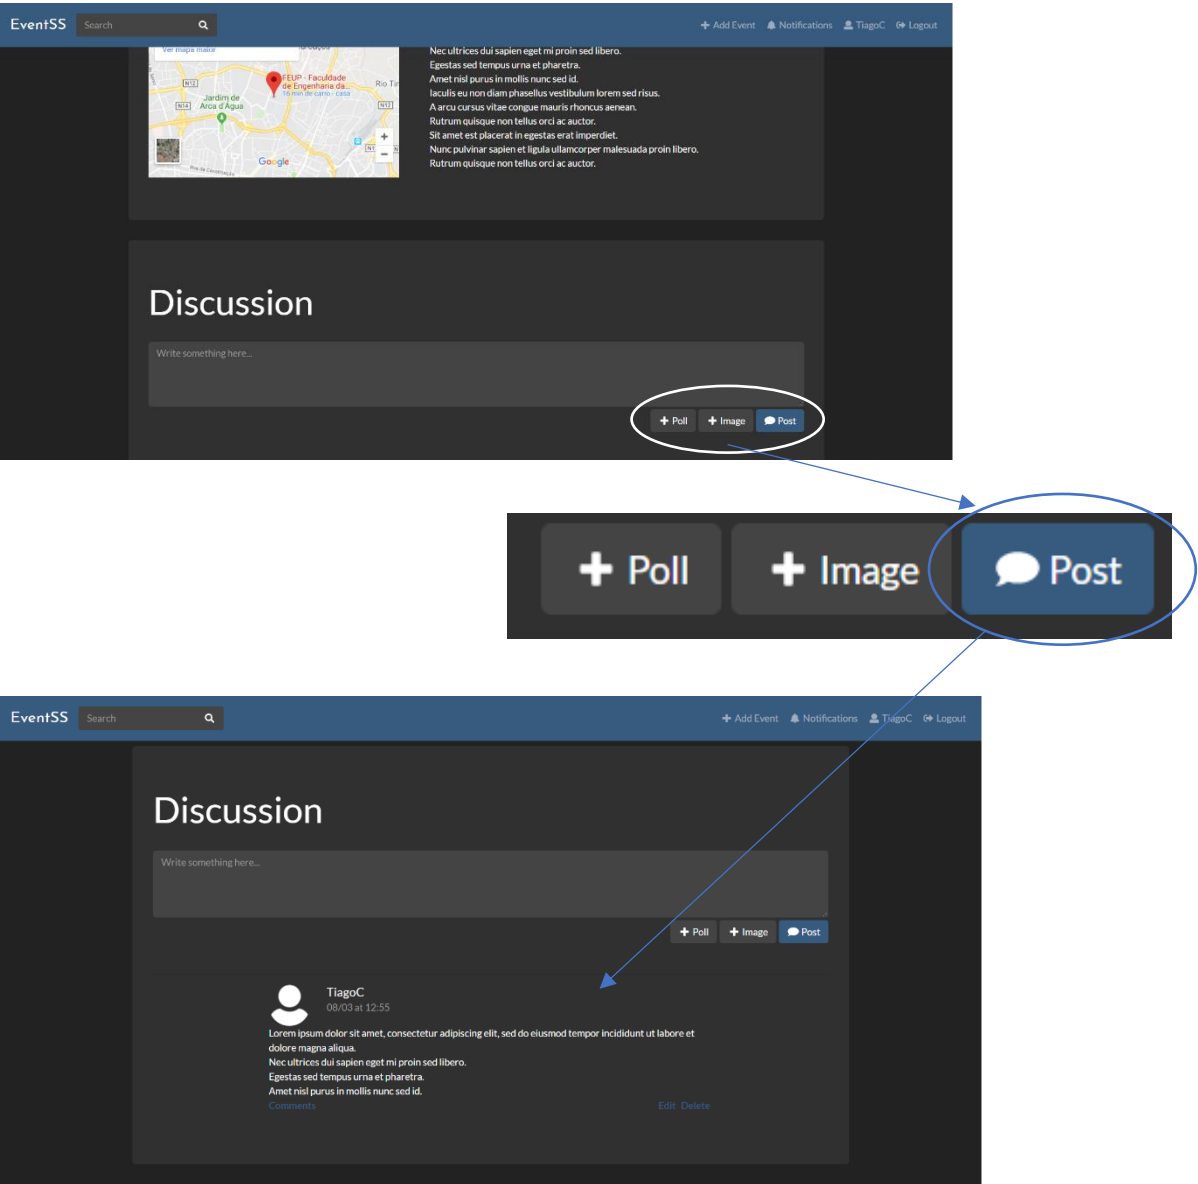 EventSS Search + Add Event Notifications TiagoC Logout
Ver mapa maior
N12
FEUP - Faculdade
de Engenharia da...
16 min de carro - casa
Rio Tin
Jardim de
Arca d'Água
N14
N12
Google
Nec ultrices dui sapien eget mi proin sed libero.
Egestas sed tempus urna et pharetra.
Amet nisl purus in mollis nunc sed id.
Iaculis eu non diam phasellus vestibulum lorem sed risus.
A arcu cursus vitae congue mauris rhoncus aenean.
Rutrum quisque non tellus orci ac auctor.
Sit amet est placerat in egestas erat imperdiet.
Nunc pulvinar sapien et ligula ullamcorper malesuada proin libero.
Rutrum quisque non tellus orci ac auctor.
Discussion
Write something here...
+ Poll + Image Post
+ Poll + Image Post
EventSS Search + Add Event Notifications TiagoC Logout
Discussion
Write something here...
+ Poll + Image Post
TiagoC
08/03 at 12:55
Lorem ipsum dolor sit amet, consectetur adipiscing elit, sed do eiusmod tempor incididunt ut labore et
dolore magna aliqua.
Nec ultrices dui sapien eget mi proin sed libero.
Egestas sed tempus urna et pharetra.
Amet nisl purus in mollis nunc sed id.
Comments Edit Delete